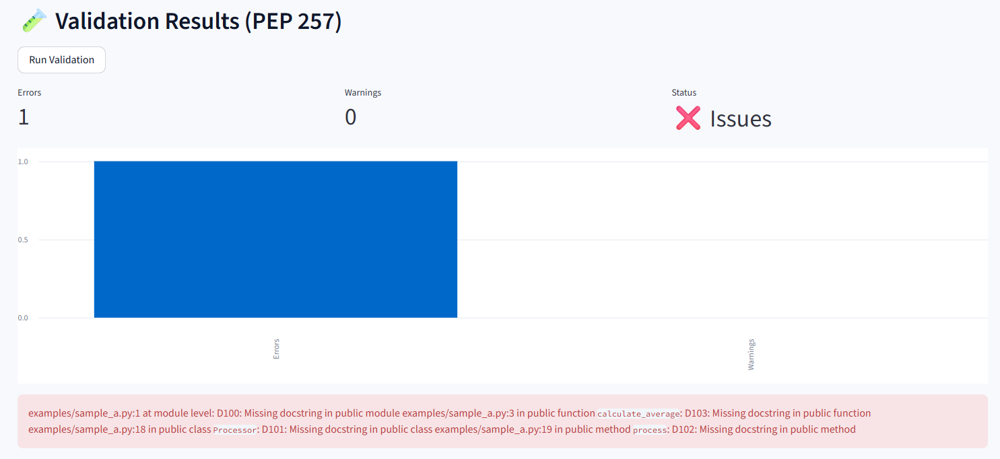 Validation Results (PEP 257)
Run Validation
Errors
1
Warnings
0
Status
Issues
1.0
0.5
0.0
Errors
Warnings
examples/sample_a.py:1 at module level: D100: Missing docstring in public module examples/sample_a.py:3 in public function calculate_average: D103: Missing docstring in public function
examples/sample_a.py:18 in public class Processor: D101: Missing docstring in public class examples/sample_a.py:19 in public method process: D102: Missing docstring in public method